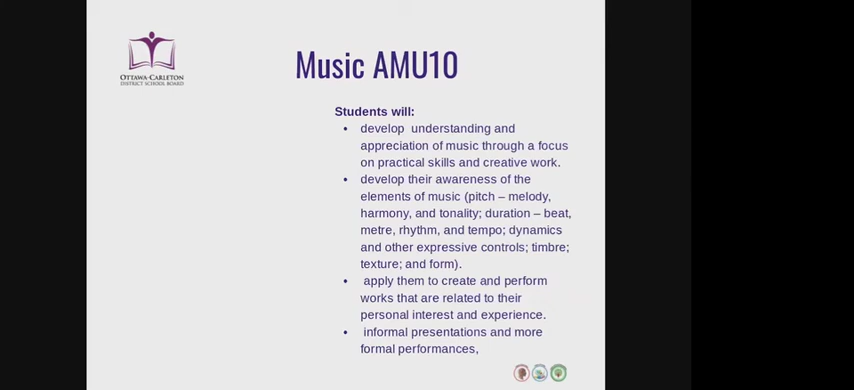 OTTAWA-CARLETON
DISTRICT SCHOOL BOARD
Music AMU1O
Students will:
• develop understanding and
appreciation of music through a focus
on practical skills and creative work.
• develop their awareness of the
elements of music (pitch – melody,
harmony, and tonality; duration – beat,
metre, rhythm, and tempo; dynamics
and other expressive controls; timbre;
texture; and form).
• apply them to create and perform
works that are related to their
personal interest and experience.
• informal presentations and more
formal performances,